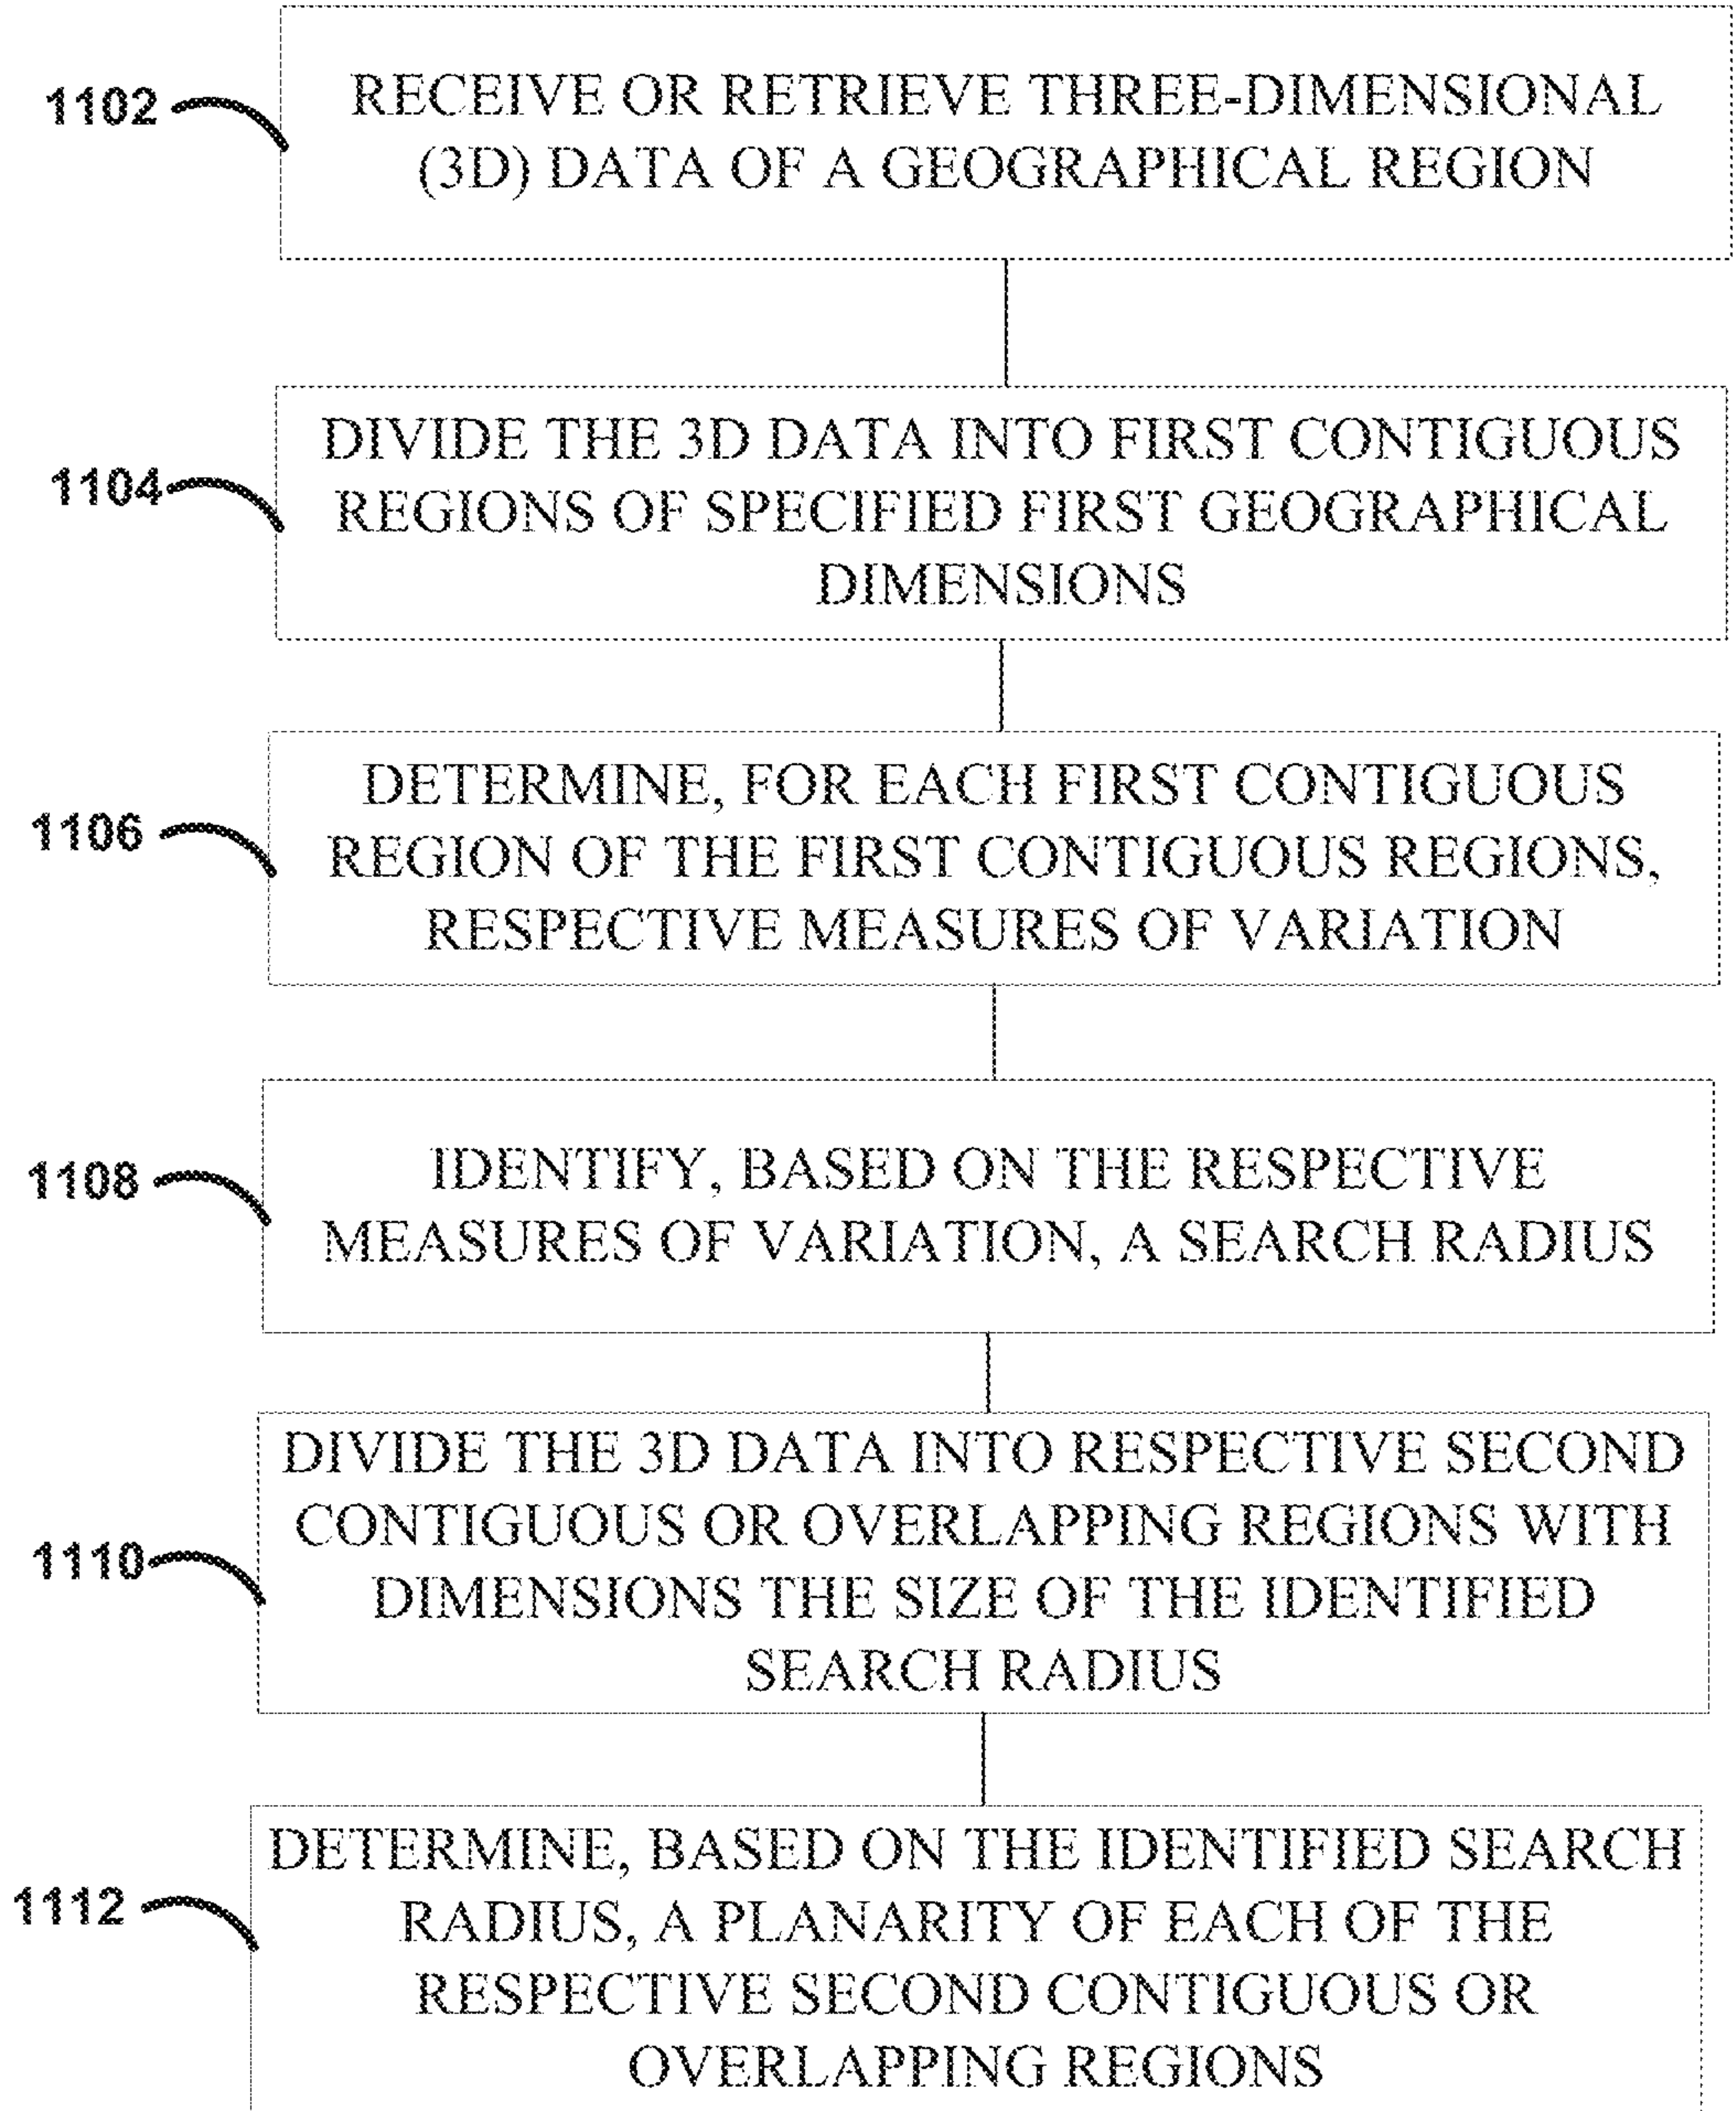 1102
RECEIVE OR RETRIEVE THREE-DIMENSIONAL
(3D) DATA OF A GEOGRAPHICAL REGION
1104
DIVIDE THE 3D DATA INTO FIRST CONTIGUOUS
REGIONS OF SPECIFIED FIRST GEOGRAPHICAL
DIMENSIONS
1106
DETERMINE, FOR EACH FIRST CONTIGUOUS
REGION OF THE FIRST CONTIGUOUS REGIONS,
RESPECTIVE MEASURES OF VARIATION
1108
IDENTIFY, BASED ON THE RESPECTIVE
MEASURES OF VARIATION, A SEARCH RADIUS
1110
DIVIDE THE 3D DATA INTO RESPECTIVE SECOND
CONTIGUOUS OR OVERLAPPING REGIONS WITH
DIMENSIONS THE SIZE OF THE IDENTIFIED
SEARCH RADIUS
1112
DETERMINE, BASED ON THE IDENTIFIED SEARCH
RADIUS, A PLANARITY OF EACH OF THE
RESPECTIVE SECOND CONTIGUOUS OR
OVERLAPPING REGIONS